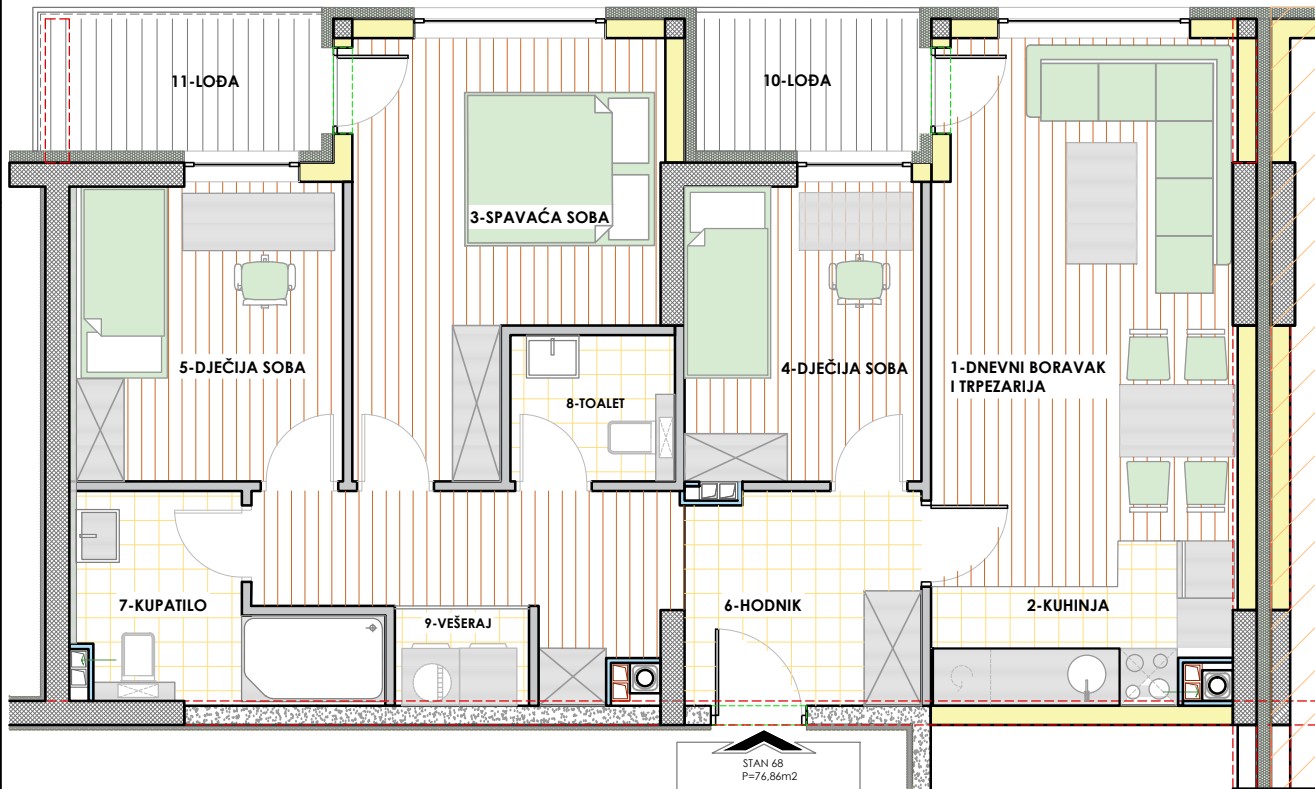 11-LOĐA
10-LOĐA
3-SPAVAĆA SOBA
5-DJEČIJA SOBA
4-DJEČIJA SOBA
1-DNEVNI BORAVAK
I TRPEZARIJA
8-TOALET
7-KUPATILO
9-VEŠERAJ
6-HODNIK
2-KUHINJA
STAN 68
P=76,86m2